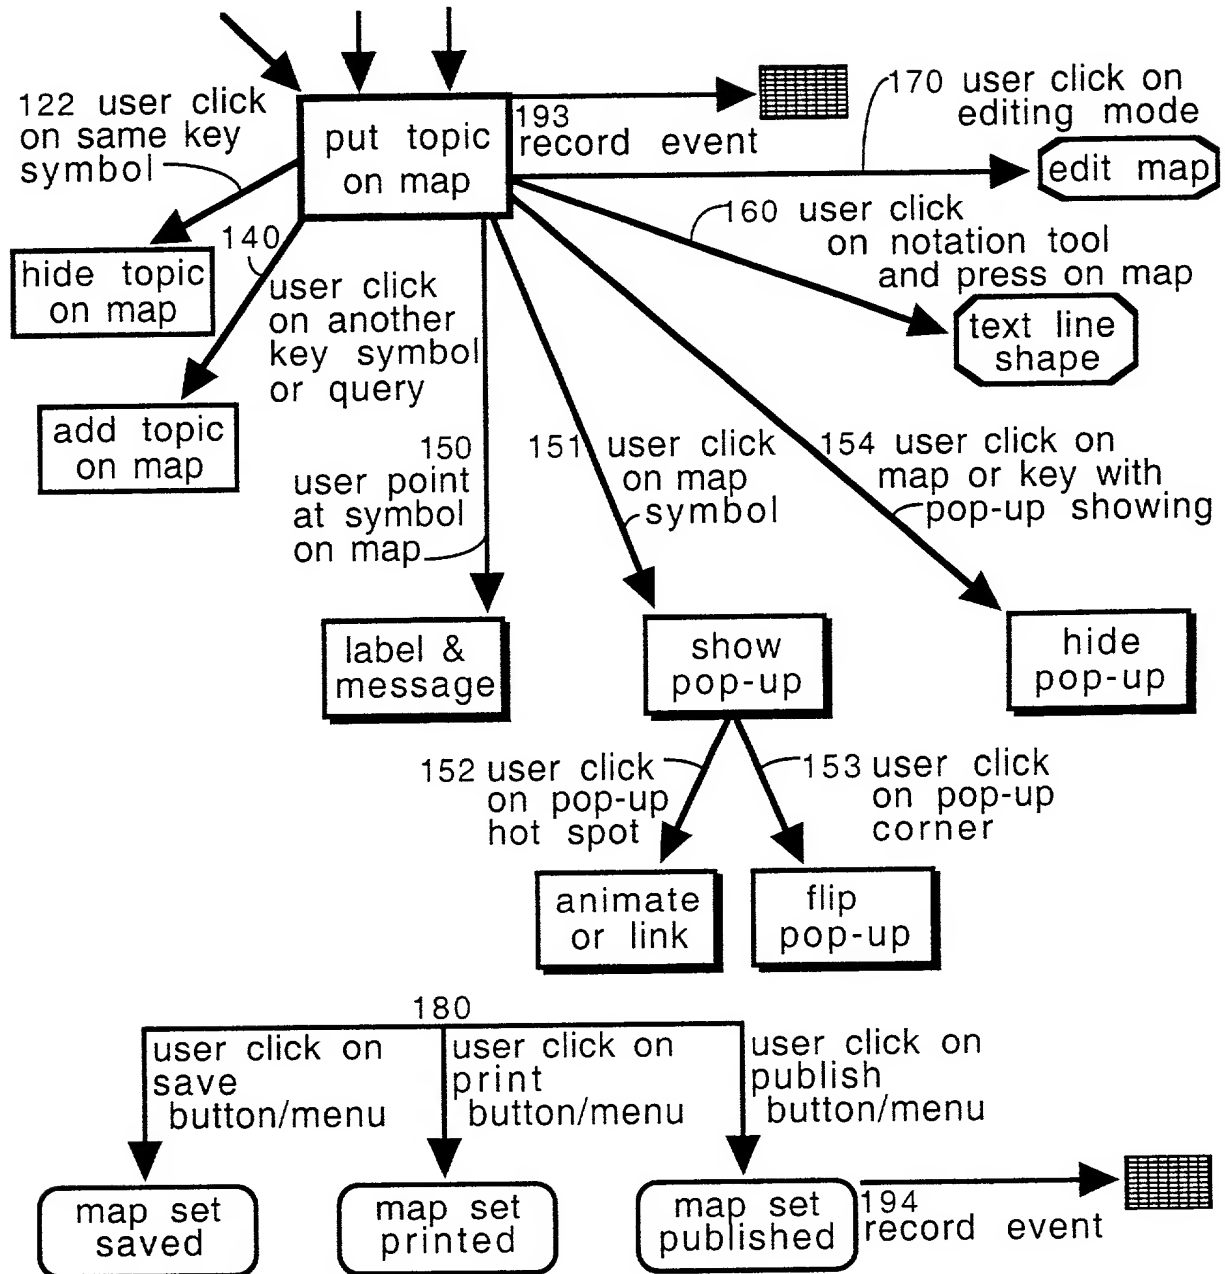 122 user click
on same key
symbol
put topic
on map
193
record event
170 user click on
editing mode
edit map
160 user click
on notation tool
and press on map
text line
shape
hide topic
on map
140
user click
on another
key symbol
or query
add topic
on map
150
user point
at symbol
on map
151 user click
on map
symbol
154 user click on
map or key with
pop-up showing
label &
message
show
pop-up
hide
pop-up
152 user click
on pop-up
hot spot
153 user click
on pop-up
corner
animate
or link
flip
pop-up
180
user click on
save
button/menu
user click on
print
button/menu
user click on
publish
button/menu
map set
saved
map set
printed
map set
published
194
record event